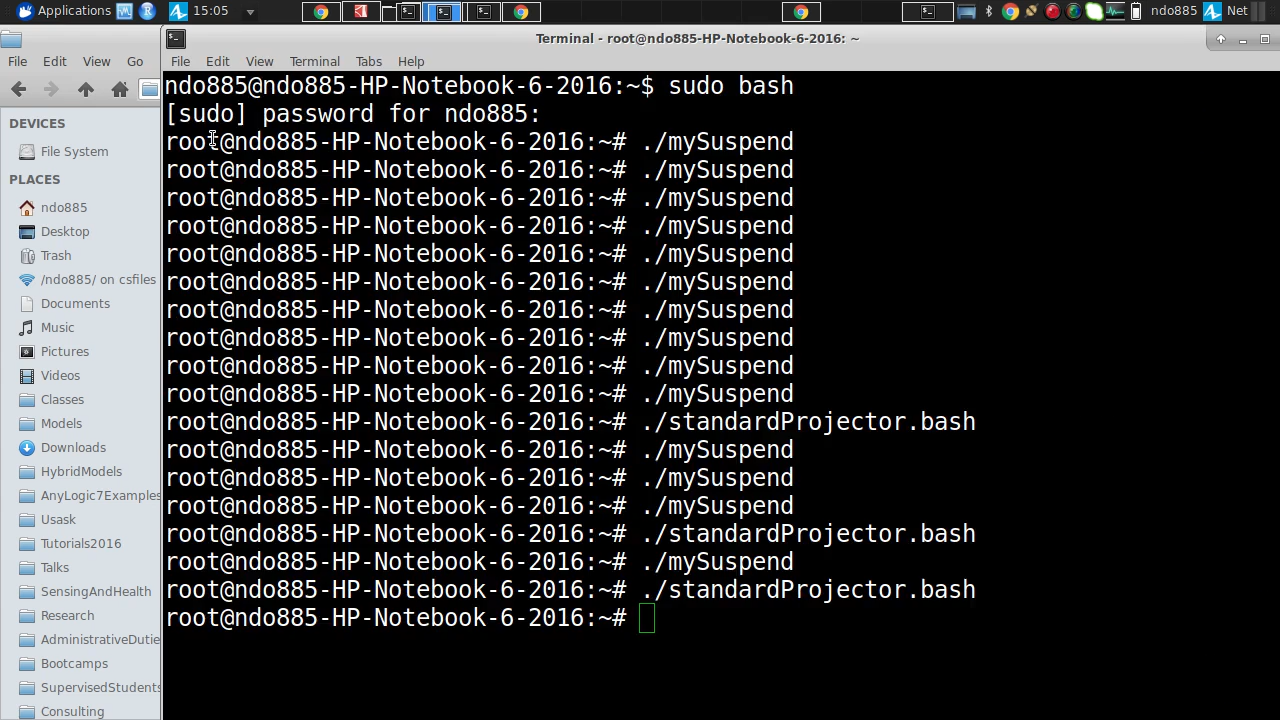 Applications
15:05
ndo885
Net
Terminal - root@ndo885-HP-Notebook-6-2016: ~
File Edit View Go
File Edit View Terminal Tabs Help
DEVICES
File System
PLACES
ndo885
Desktop
Trash
/ndo885/ on csfiles
Documents
Music
Pictures
Videos
Classes
Models
Downloads
HybridModels
AnyLogic7Examples
Usask
Tutorials2016
Talks
SensingAndHealth
Research
AdministrativeDutie
Bootcamps
SupervisedStudents
Consulting
ndo885@ndo885-HP-Notebook-6-2016:~$ sudo bash
[sudo] password for ndo885:
root@ndo885-HP-Notebook-6-2016:~# ./mySuspend
root@ndo885-HP-Notebook-6-2016:~# ./mySuspend
root@ndo885-HP-Notebook-6-2016:~# ./mySuspend
root@ndo885-HP-Notebook-6-2016:~# ./mySuspend
root@ndo885-HP-Notebook-6-2016:~# ./mySuspend
root@ndo885-HP-Notebook-6-2016:~# ./mySuspend
root@ndo885-HP-Notebook-6-2016:~# ./mySuspend
root@ndo885-HP-Notebook-6-2016:~# ./mySuspend
root@ndo885-HP-Notebook-6-2016:~# ./mySuspend
root@ndo885-HP-Notebook-6-2016:~# ./mySuspend
root@ndo885-HP-Notebook-6-2016:~# ./standardProjector.bash
root@ndo885-HP-Notebook-6-2016:~# ./mySuspend
root@ndo885-HP-Notebook-6-2016:~# ./mySuspend
root@ndo885-HP-Notebook-6-2016:~# ./mySuspend
root@ndo885-HP-Notebook-6-2016:~# ./standardProjector.bash
root@ndo885-HP-Notebook-6-2016:~# ./mySuspend
root@ndo885-HP-Notebook-6-2016:~# ./standardProjector.bash
root@ndo885-HP-Notebook-6-2016:~#